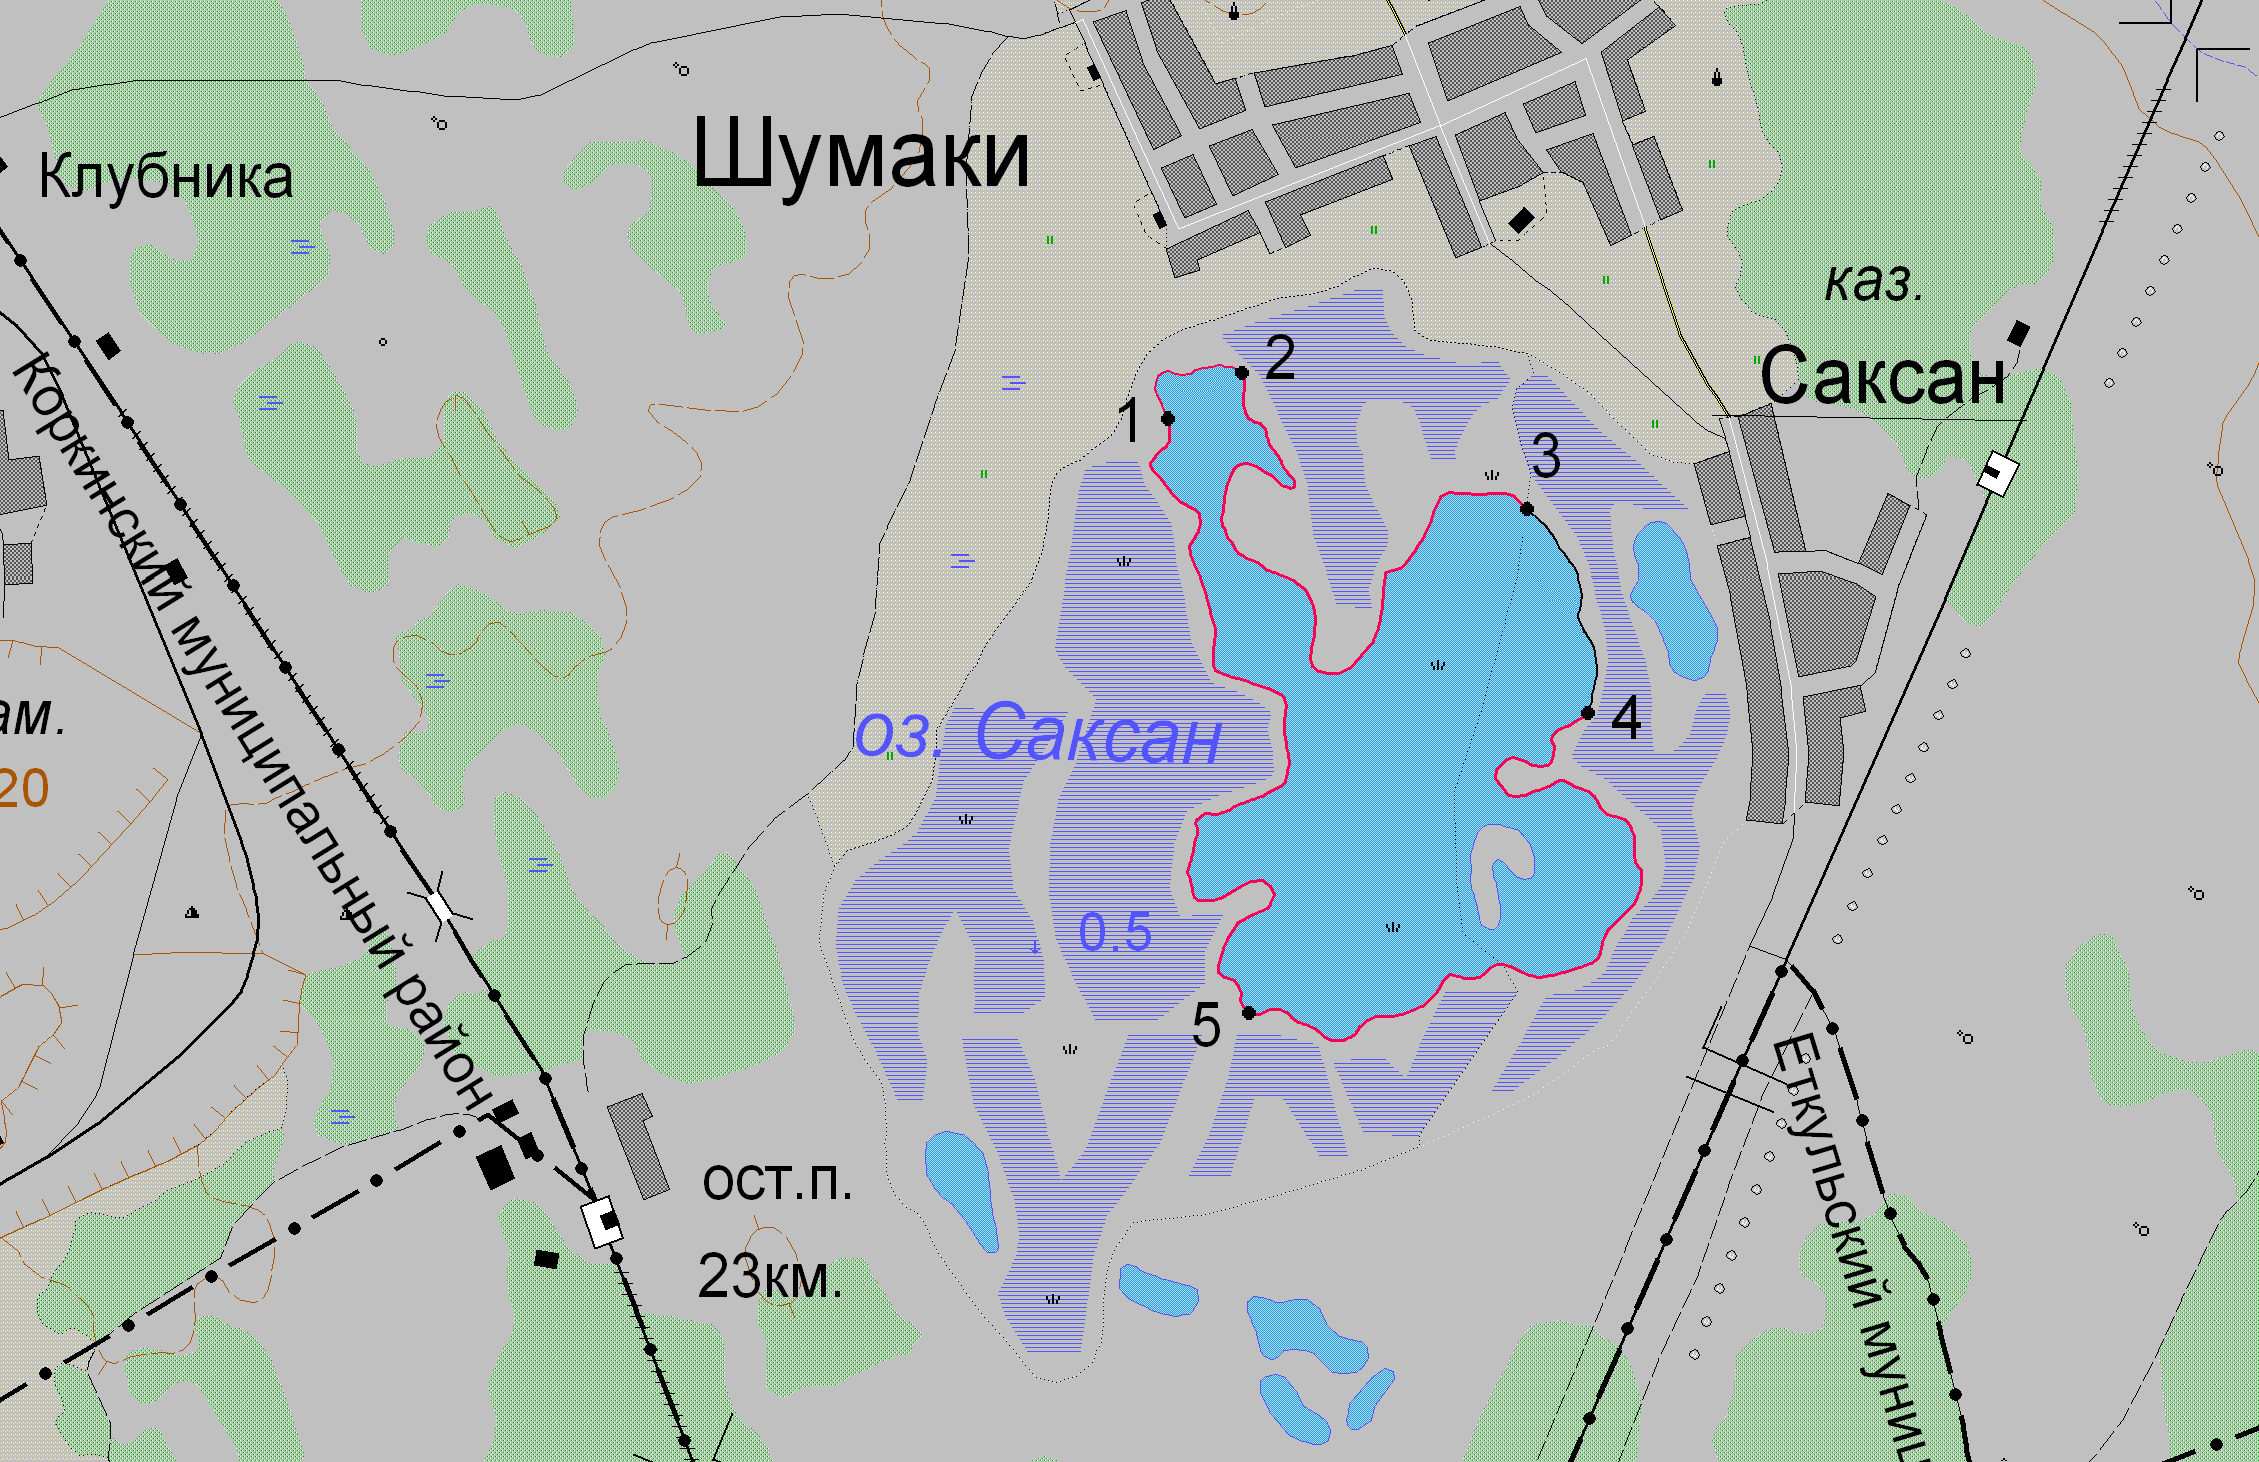 Шумаки
Клубника
каз.
Саксан
2
1
3
Коркинский муниципальный район
ам.
оз. Саксан
4
20
0.5
5
Еткульский муниц
ост.п.
23км.